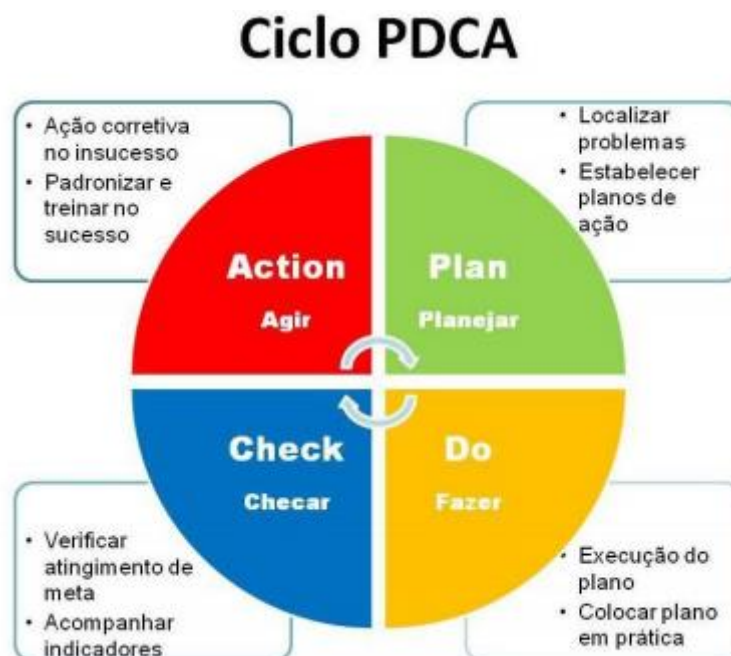 Ciclo PDCA
• Ação corretiva
no insucesso
• Padronizar e
treinar no
sucesso
• Localizar
problemas
• Estabelecer
planos de
ação
Action
Agir
Plan
Planejar
Check
Checar
Do
Fazer
• Verificar
atingimento de
meta
• Acompanhar
indicadores
• Execução do
plano
• Colocar plano
em prática